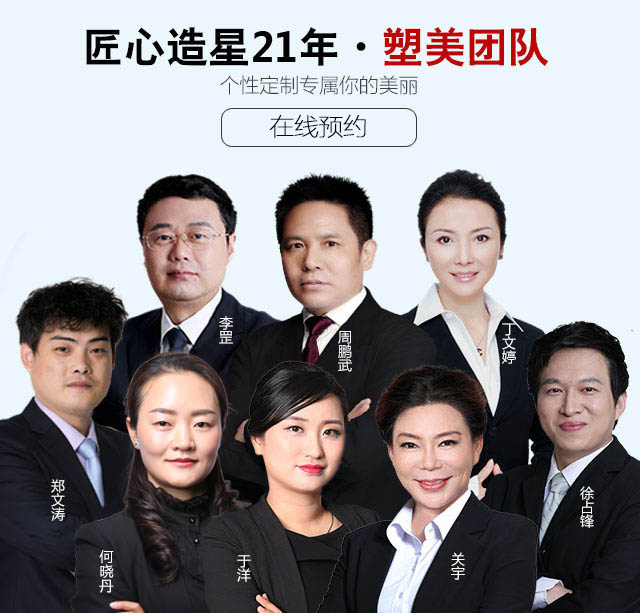 匠心造星21年·塑美团队
个性定制专属你的美丽
在线预约
李罡
周鹏武
丁文婷
郑文涛
何晓丹
于洋
关宇
徐占锋